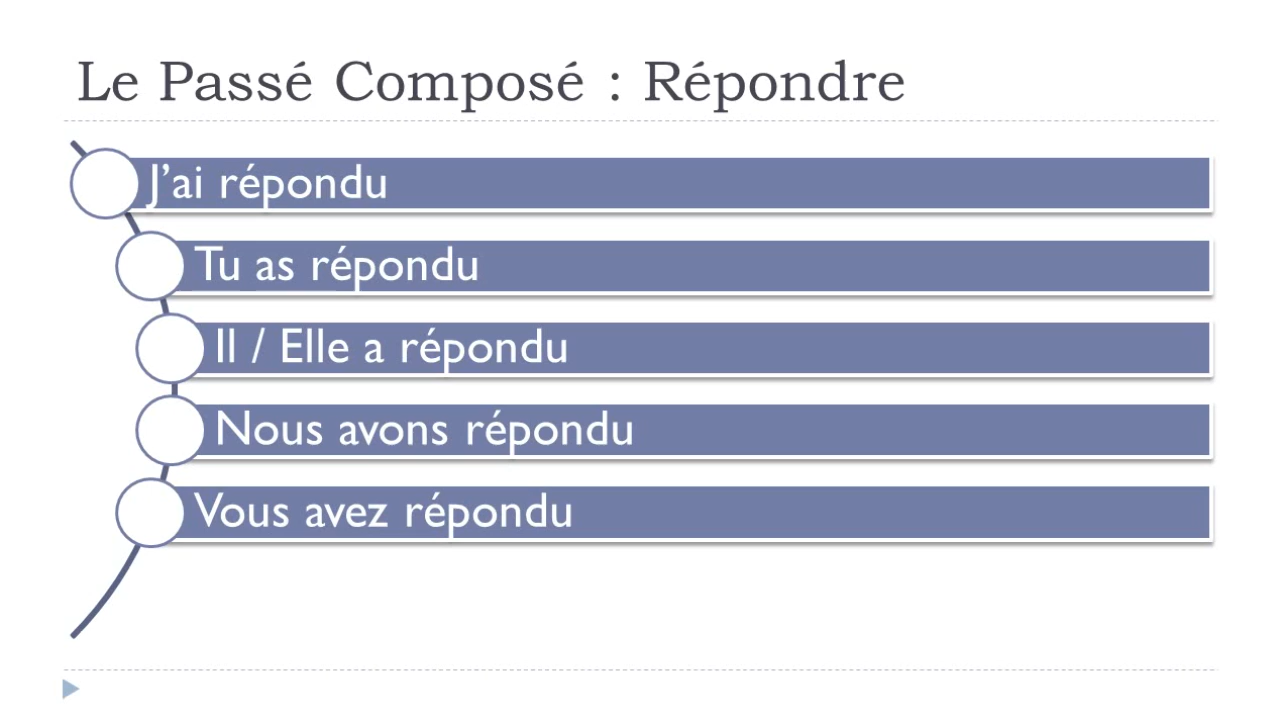 Le Passé Composé : Répondre
J’ai répondu
Tu as répondu
Il / Elle a répondu
Nous avons répondu
Vous avez répondu